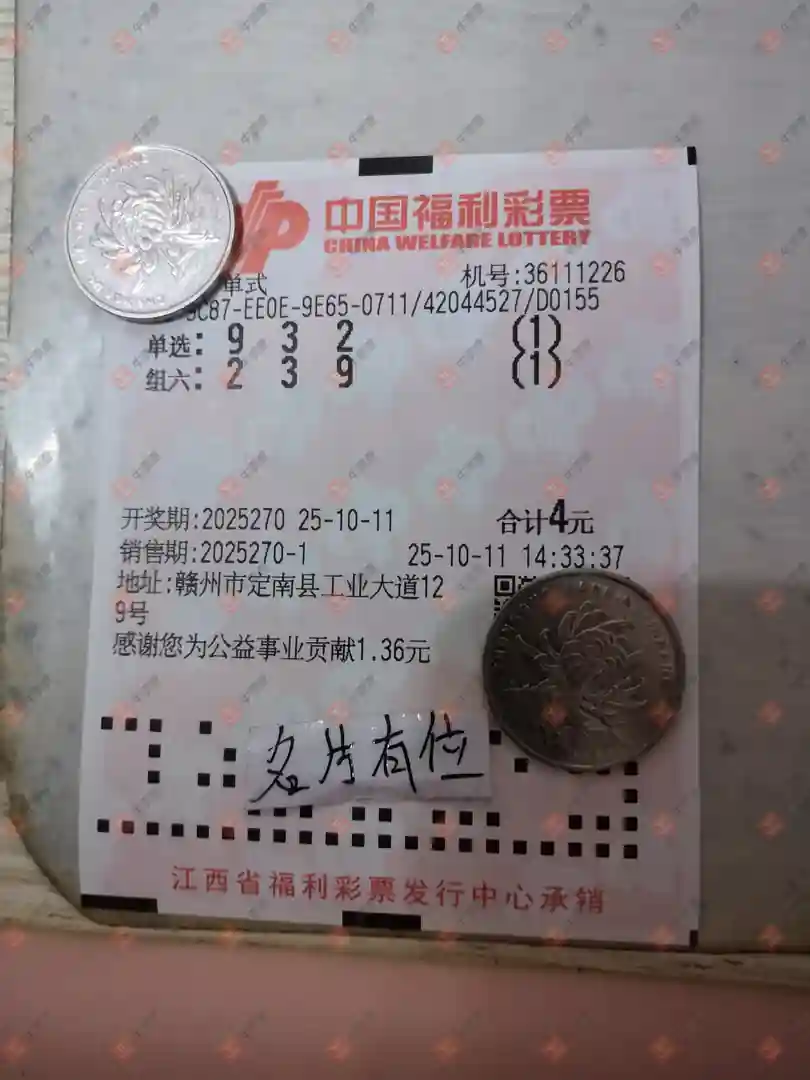 中国福利彩票
CHINA WELFARE LOTTERY
单式 机号:36111226
C87-EE0E-9E65-0711/42044527/D0155
单选: 9 3 2 (1)
组六: 2 3 9 (1)
开奖期:2025270 25-10-11 合计4元
销售期:2025270-1 25-10-11 14:33:37
地址:赣州市定南县工业大道12
9号
感谢您为公益事业贡献1.36元
名片有位
江西省福利彩票发行中心承销